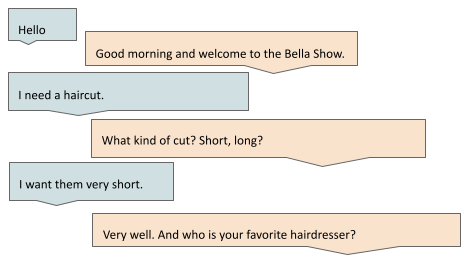 Hello
Good morning and welcome to the Bella Show.
I need a haircut.
What kind of cut? Short, long?
I want them very short.
Very well. And who is your favorite hairdresser?